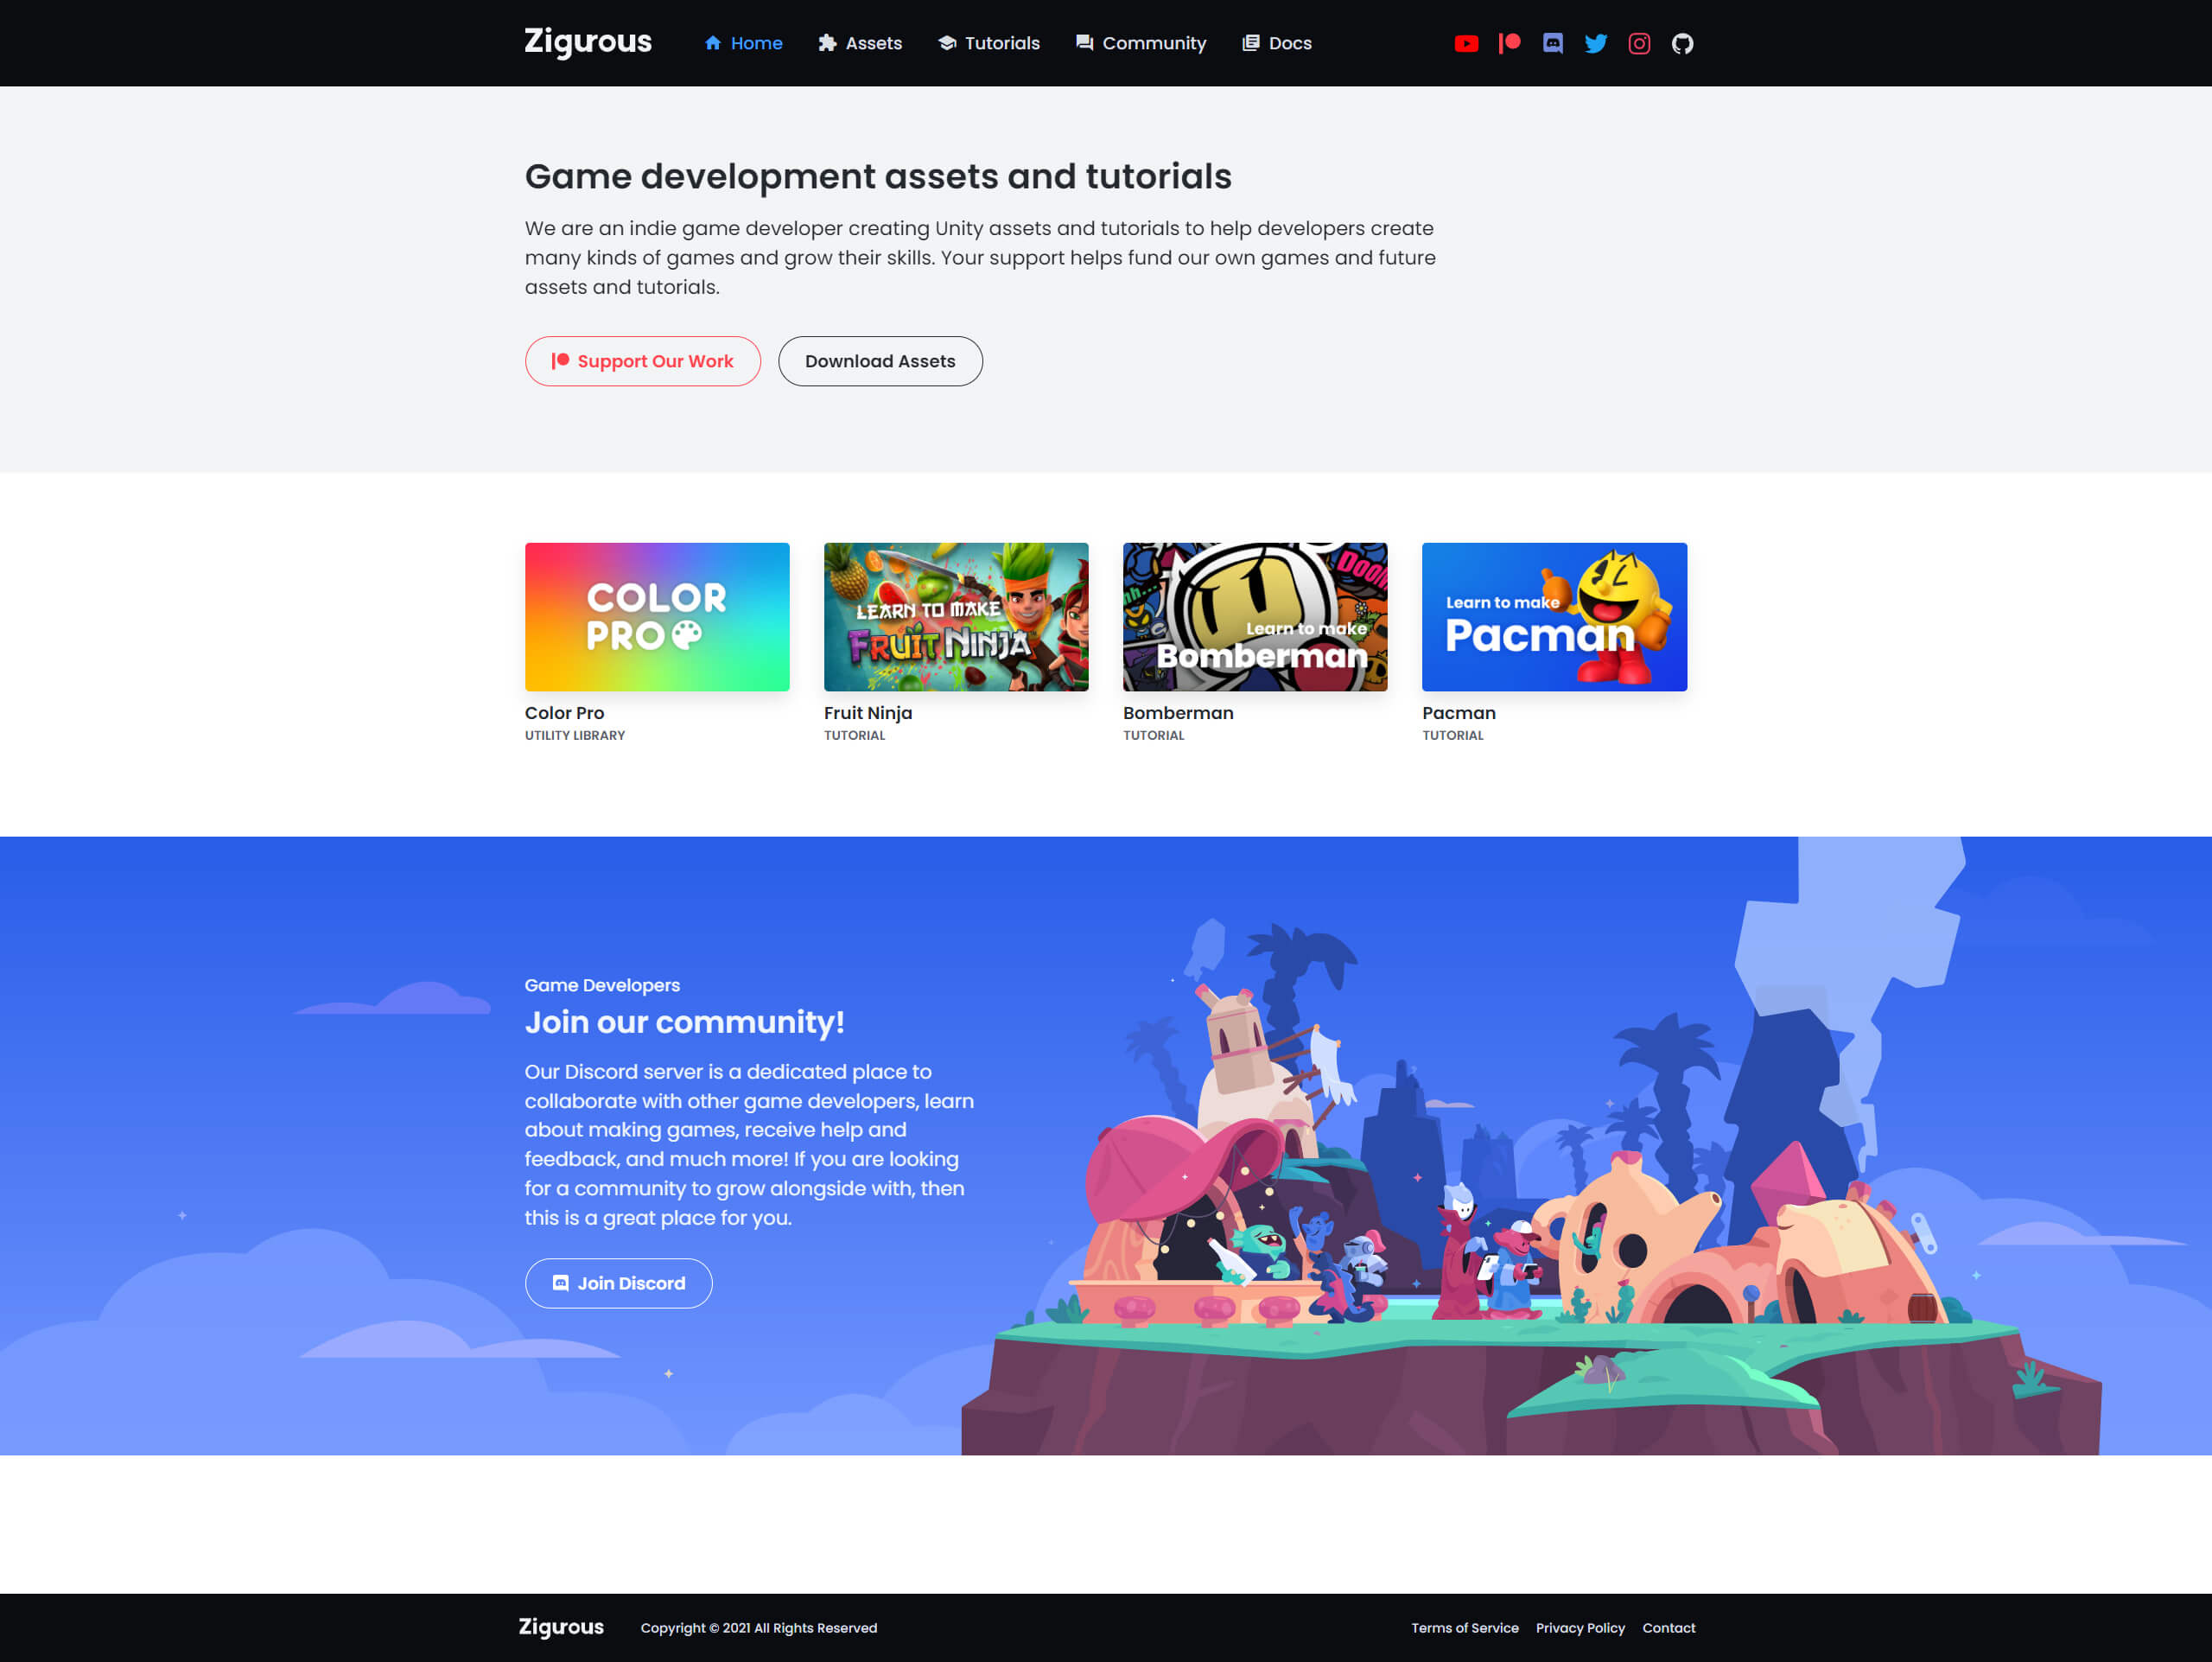 Zigurous
Home
Assets
Tutorials
Community
Docs
Game development assets and tutorials
We are an indie game developer creating Unity assets and tutorials to help developers create
many kinds of games and grow their skills. Your support helps fund our own games and future
assets and tutorials.
Support Our Work
Download Assets
COLOR
PRO
Color Pro
UTILITY LIBRARY
LEARN TO MAKE
FRUIT NINJA
Fruit Ninja
TUTORIAL
Doom
Learn to make
Bomberman
Bomberman
TUTORIAL
Learn to make
Pacman
Pacman
TUTORIAL
Game Developers
Join our community!
Our Discord server is a dedicated place to
collaborate with other game developers, learn
about making games, receive help and
feedback, and much more! If you are looking
for a community to grow alongside with, then
this is a great place for you.
Join Discord
Zigurous
Copyright © 2021 All Rights Reserved
Terms of Service
Privacy Policy
Contact